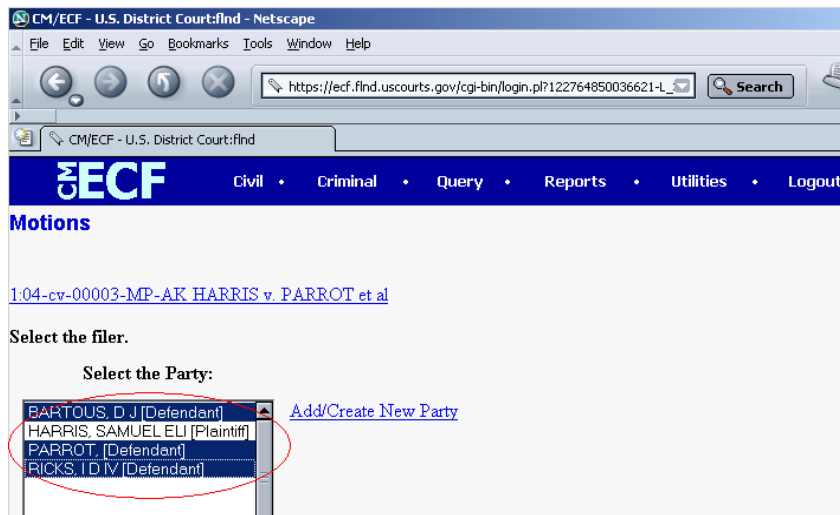 CM/ECF - U.S. District Court:flnd - Netscape
File Edit View Go Bookmarks Tools Window Help
https://ecf.flnd.uscourts.gov/cgi-bin/login.pl?122764850036621-L_ Search
CM/ECF - U.S. District Court:flnd
CM ECF Civil • Criminal • Query • Reports • Utilities • Logout
Motions
1:04-cv-00003-MP-AK HARRIS v. PARROT et al
Select the filer.
Select the Party:
BARTOUS, D J [Defendant] Add/Create New Party
HARRIS, SAMUEL ELI [Plaintiff]
PARROT, [Defendant]
RICKS, I D IV [Defendant]